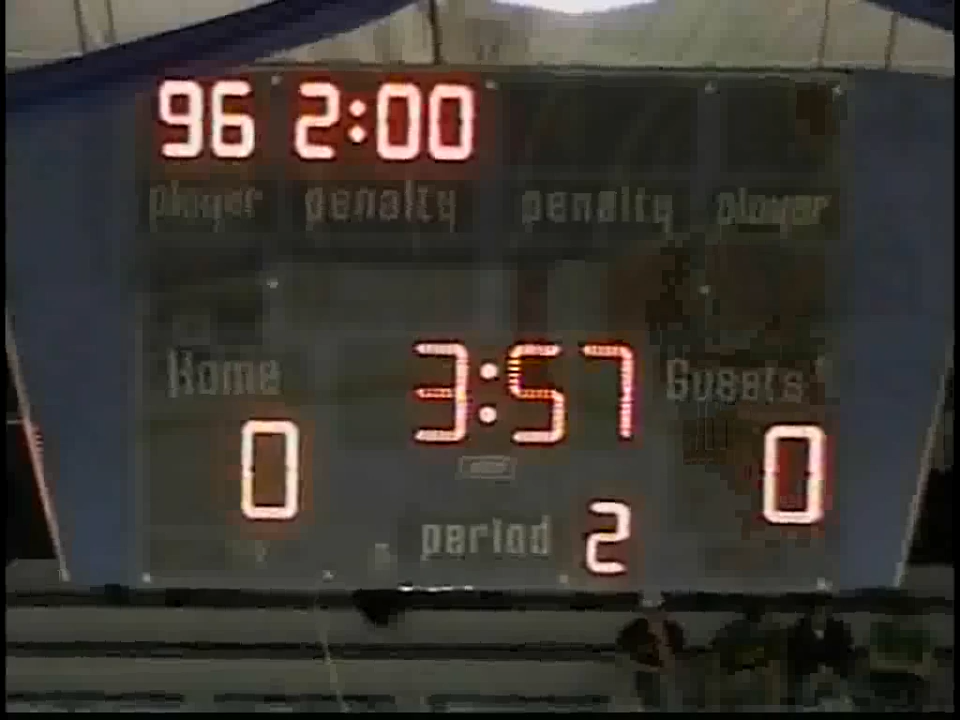 96 2:00
player penalty penalty player
Home 3:57 Guests
0 0
period 2